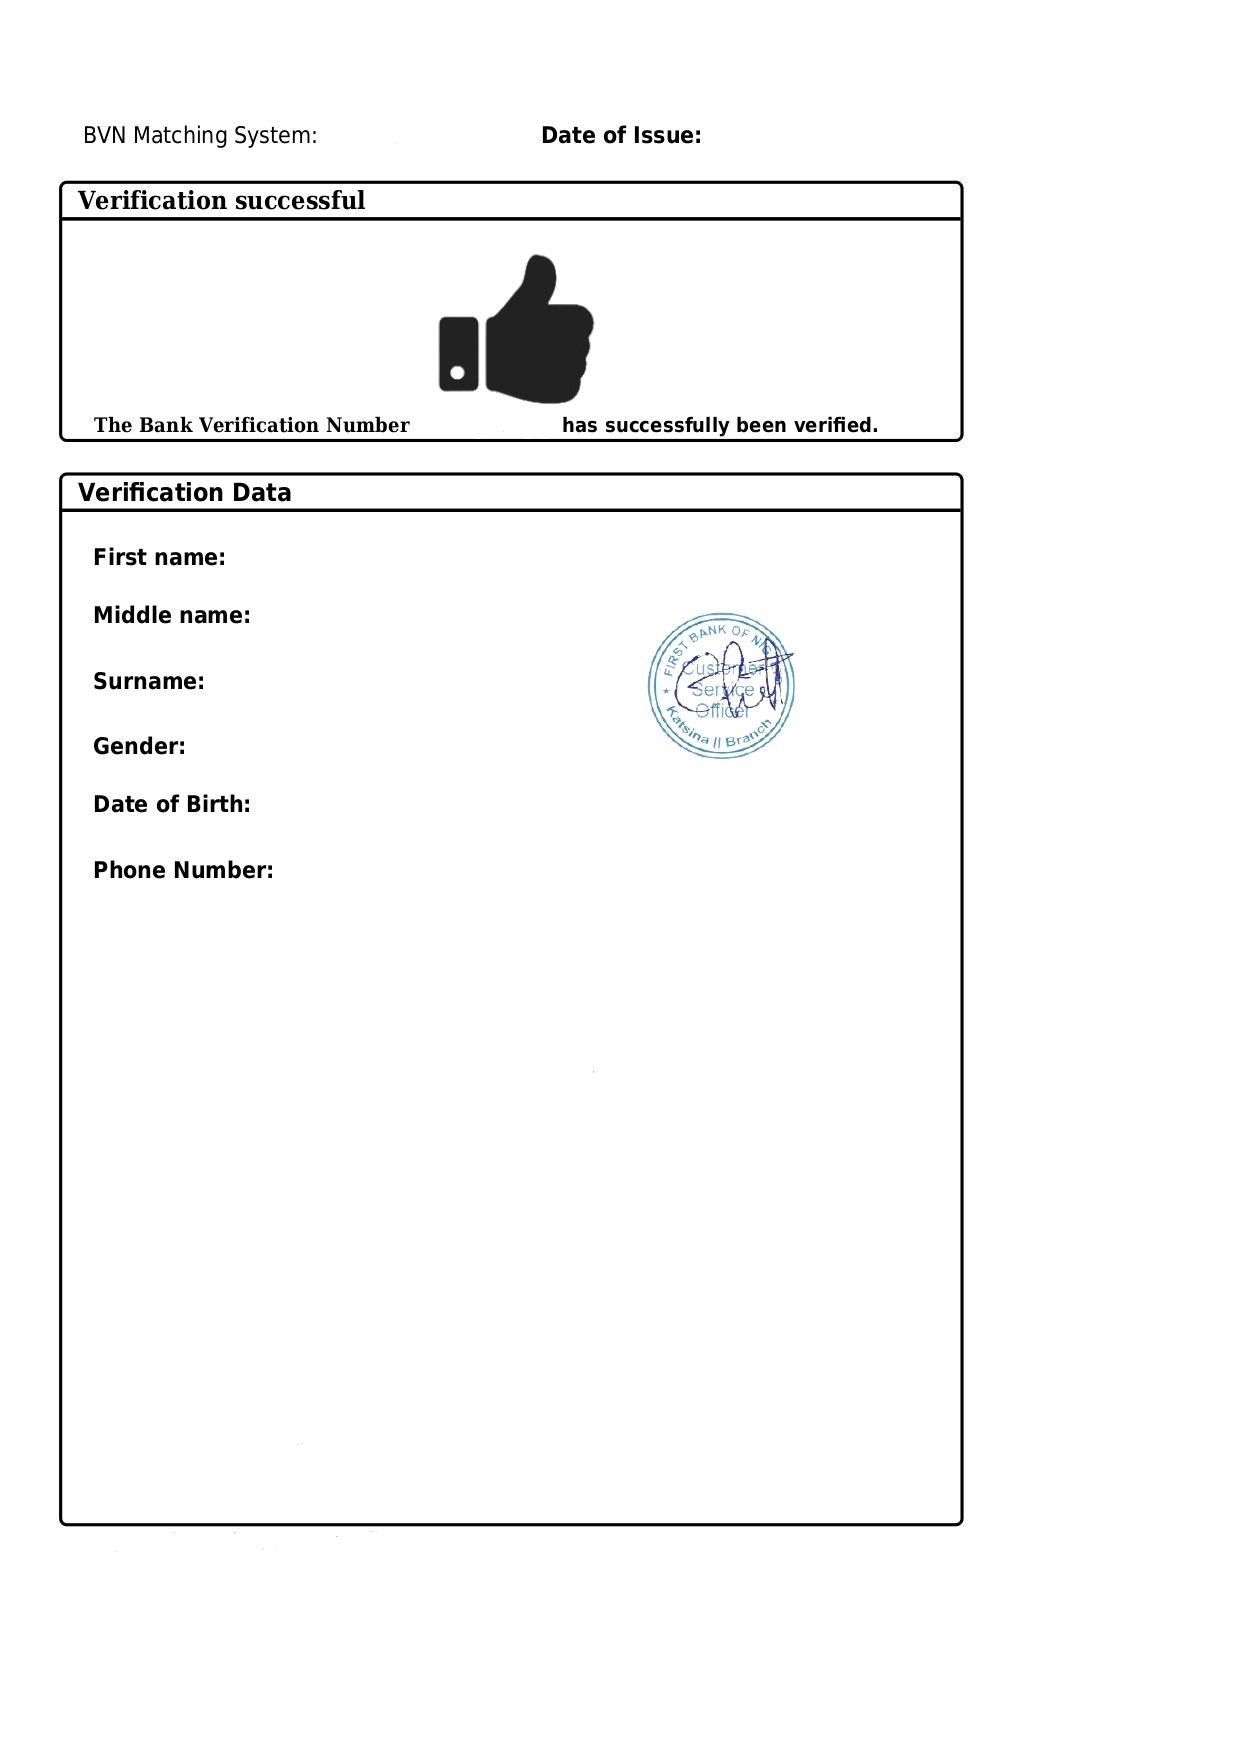 BVN Matching System: Date of Issue:
Verification successful
The Bank Verification Number has successfully been verified.
Verification Data
First name:
Middle name:
Surname:
Gender:
Date of Birth:
Phone Number:
★ FIRST BANK OF NIG
Customer
Service
Officer
Katsina || Branch